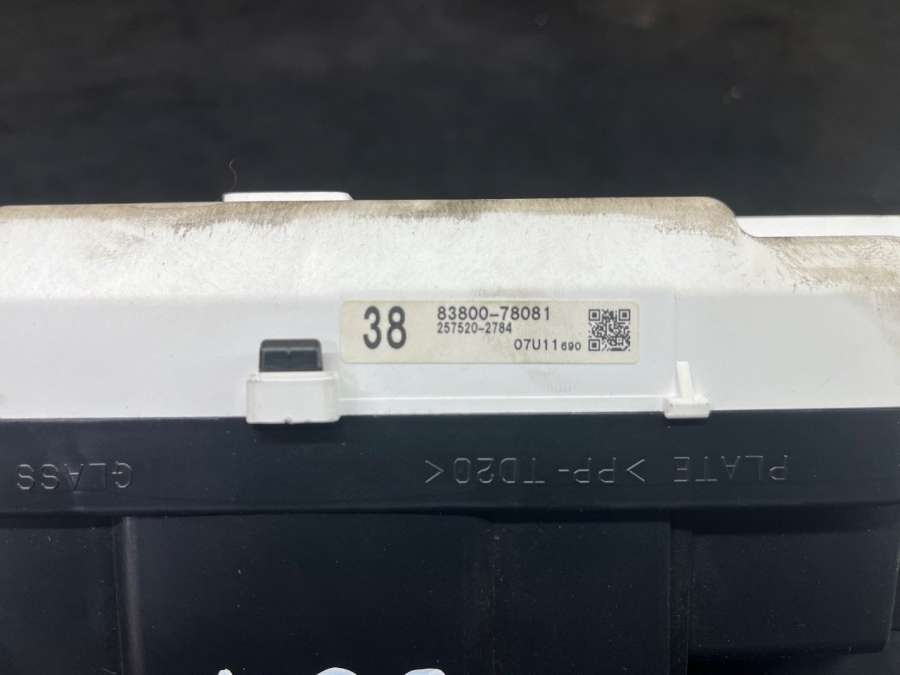 38
83800-78081
257520-2784
07U11690
PLATE >PP-TD20<
GLASS